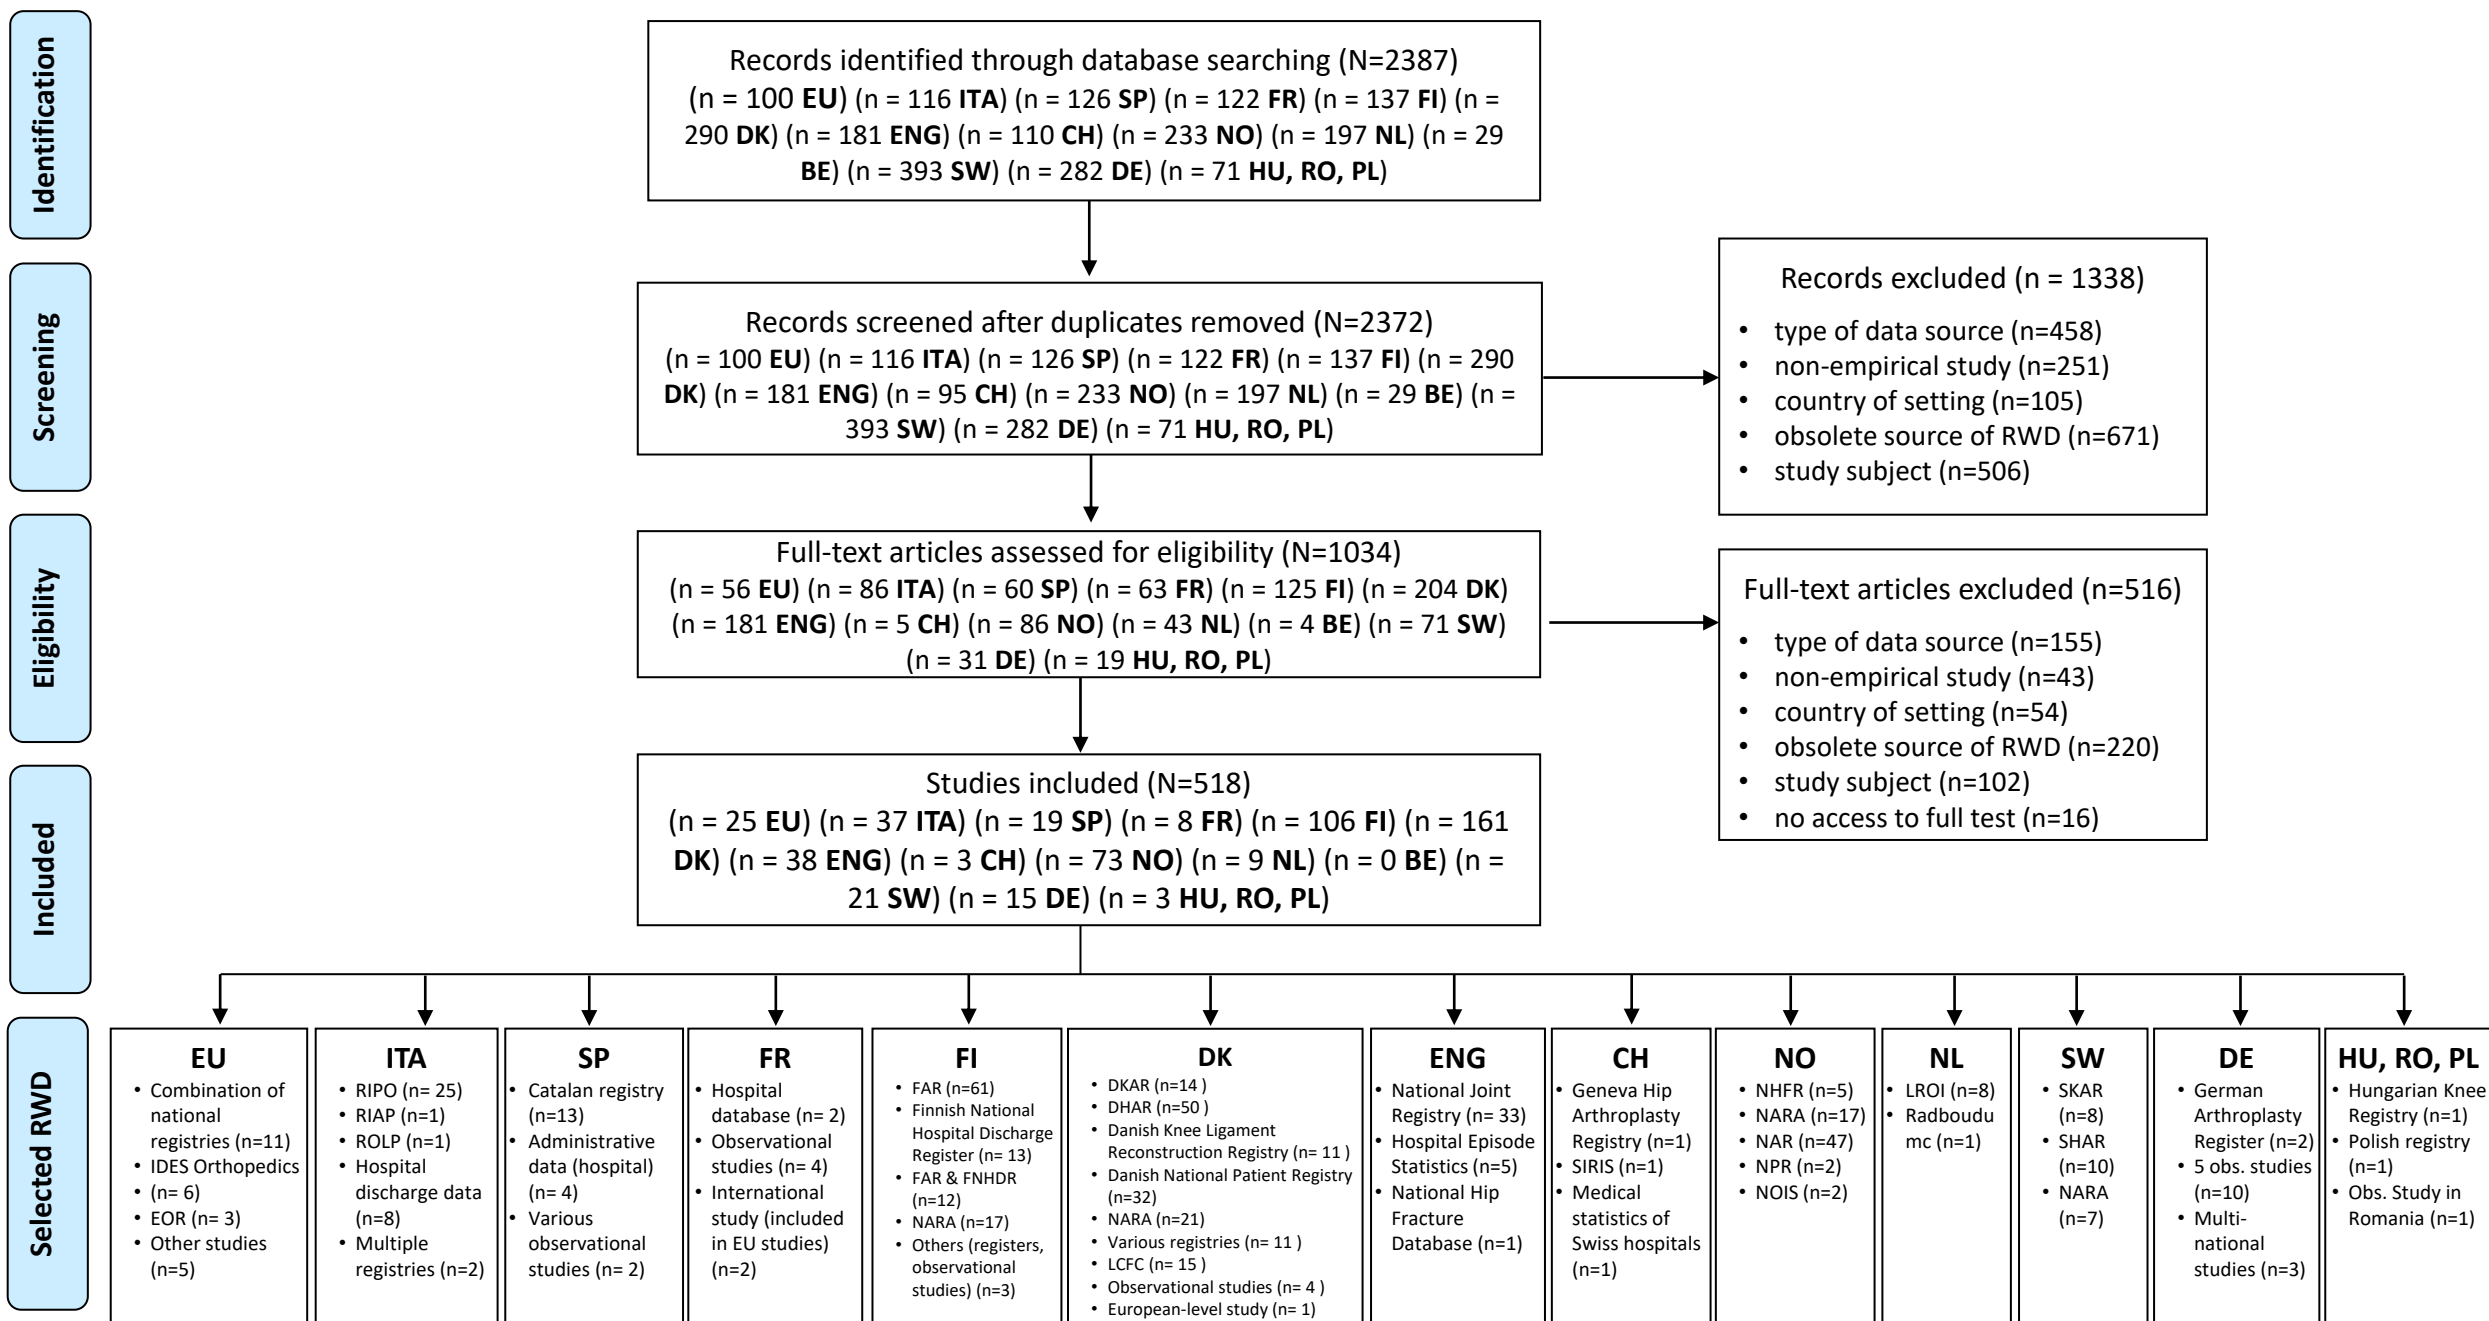 Identification
Records identified through database searching (N=2387)
(n = 100 EU) (n = 116 ITA) (n = 126 SP) (n = 122 FR) (n = 137 FI) (n =
290 DK) (n = 181 ENG) (n = 110 CH) (n = 233 NO) (n = 197 NL) (n = 29
BE) (n = 393 SW) (n = 282 DE) (n = 71 HU, RO, PL)
Screening
Records screened after duplicates removed (N=2372)
(n = 100 EU) (n = 116 ITA) (n = 126 SP) (n = 122 FR) (n = 137 FI) (n = 290
DK) (n = 181 ENG) (n = 95 CH) (n = 233 NO) (n = 197 NL) (n = 29 BE) (n =
393 SW) (n = 282 DE) (n = 71 HU, RO, PL)
Records excluded (n = 1338)
• type of data source (n=458)
• non-empirical study (n=251)
• country of setting (n=105)
• obsolete source of RWD (n=671)
• study subject (n=506)
Eligibility
Full-text articles assessed for eligibility (N=1034)
(n = 56 EU) (n = 86 ITA) (n = 60 SP) (n = 63 FR) (n = 125 FI) (n = 204 DK)
(n = 181 ENG) (n = 5 CH) (n = 86 NO) (n = 43 NL) (n = 4 BE) (n = 71 SW)
(n = 31 DE) (n = 19 HU, RO, PL)
Full-text articles excluded (n=516)
• type of data source (n=155)
• non-empirical study (n=43)
• country of setting (n=54)
• obsolete source of RWD (n=220)
• study subject (n=102)
• no access to full test (n=16)
Included
Studies included (N=518)
(n = 25 EU) (n = 37 ITA) (n = 19 SP) (n = 8 FR) (n = 106 FI) (n = 161
DK) (n = 38 ENG) (n = 3 CH) (n = 73 NO) (n = 9 NL) (n = 0 BE) (n =
21 SW) (n = 15 DE) (n = 3 HU, RO, PL)
Selected RWD
EU
• Combination of
national
registries (n=11)
• IDES Orthopedics
• (n= 6)
• EOR (n= 3)
• Other studies
(n=5)
ITA
• RIPO (n= 25)
• RIAP (n=1)
• ROLP (n=1)
• Hospital
discharge data
(n=8)
• Multiple
registries (n=2)
SP
• Catalan registry
(n=13)
• Administrative
data (hospital)
(n= 4)
• Various
observational
studies (n= 2)
FR
• Hospital
database (n= 2)
• Observational
studies (n= 4)
• International
study (included
in EU studies)
(n=2)
FI
• FAR (n=61)
• Finnish National
Hospital Discharge
Register (n= 13)
• FAR & FNHDR
(n=12)
• NARA (n=17)
• Others (registers,
observational
studies) (n=3)
DK
• DKAR (n=14 )
• DHAR (n=50 )
• Danish Knee Ligament
Reconstruction Registry (n= 11 )
• Danish National Patient Registry
(n=32)
• NARA (n=21)
• Various registries (n= 11 )
• LCFC (n= 15 )
• Observational studies (n= 4 )
• European-level study (n= 1)
ENG
• National Joint
Registry (n= 33)
• Hospital Episode
Statistics (n=5)
• National Hip
Fracture
Database (n=1)
CH
• Geneva Hip
Arthroplasty
Registry (n=1)
• SIRIS (n=1)
• Medical
statistics of
Swiss hospitals
(n=1)
NO
• NHFR (n=5)
• NARA (n=17)
• NAR (n=47)
• NPR (n=2)
• NOIS (n=2)
NL
• LROI (n=8)
• Radboudu
mc (n=1)
SW
• SKAR
(n=8)
• SHAR
(n=10)
• NARA
(n=7)
DE
• German
Arthroplasty
Register (n=2)
• 5 obs. studies
(n=10)
• Multi-
national
studies (n=3)
HU, RO, PL
• Hungarian Knee
Registry (n=1)
• Polish registry
(n=1)
• Obs. Study in
Romania (n=1)